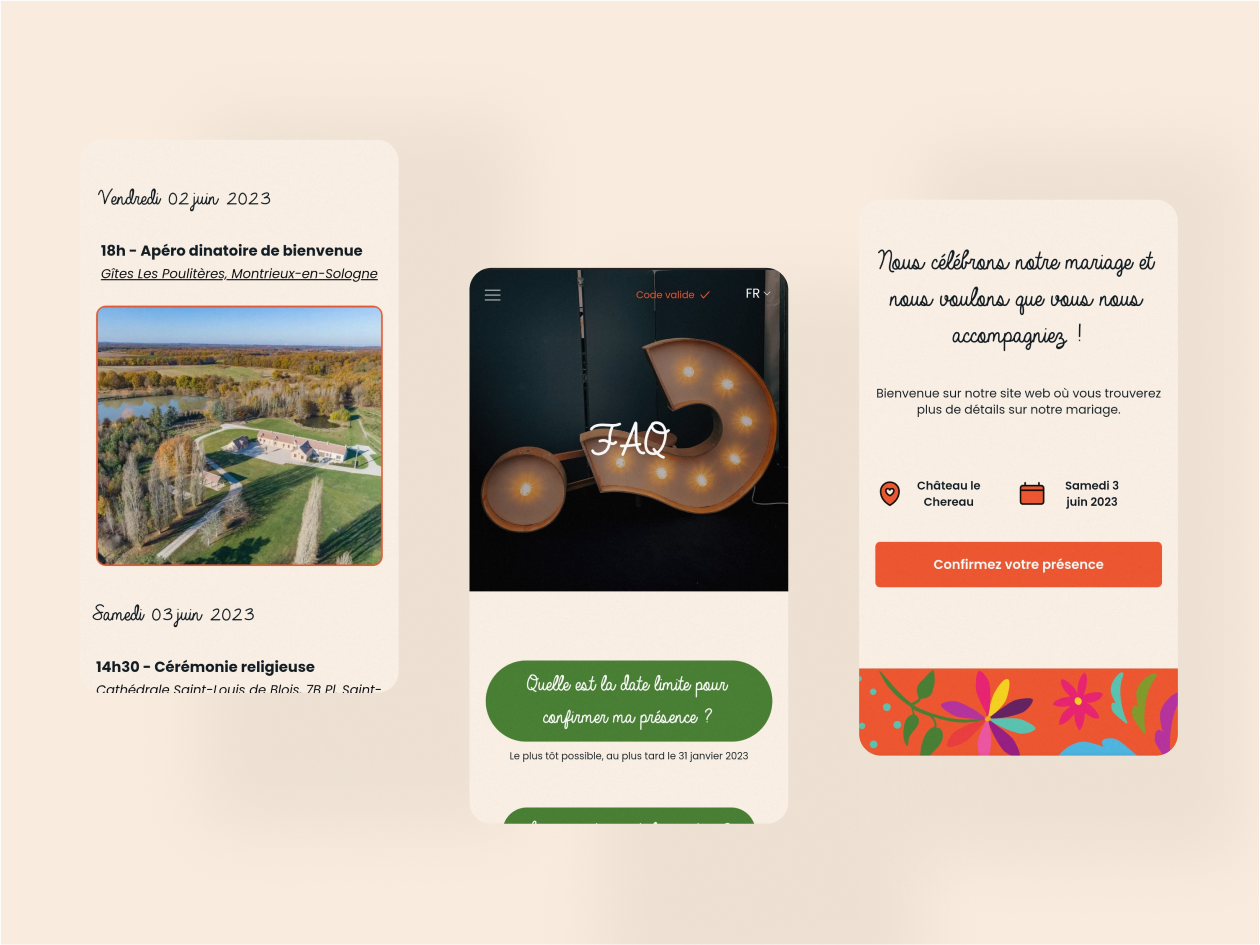 Vendredi 02 juin 2023
18h - Apéro dinatoire de bienvenue
Gîtes Les Poulitères, Montrieux-en-Sologne
Samedi 03 juin 2023
14h30 - Cérémonie religieuse
Cathédrale Saint-Louis de Blois, 7B Pl. Saint-
Code valide
FR
FAQ
Quelle est la date limite pour
confirmer ma présence ?
Le plus tôt possible, au plus tard le 31 janvier 2023
Nous célébrons notre mariage et
nous voulons que vous nous
accompagniez !
Bienvenue sur notre site web où vous trouverez
plus de détails sur notre mariage.
Château le
Chereau
Samedi 3
juin 2023
Confirmez votre présence